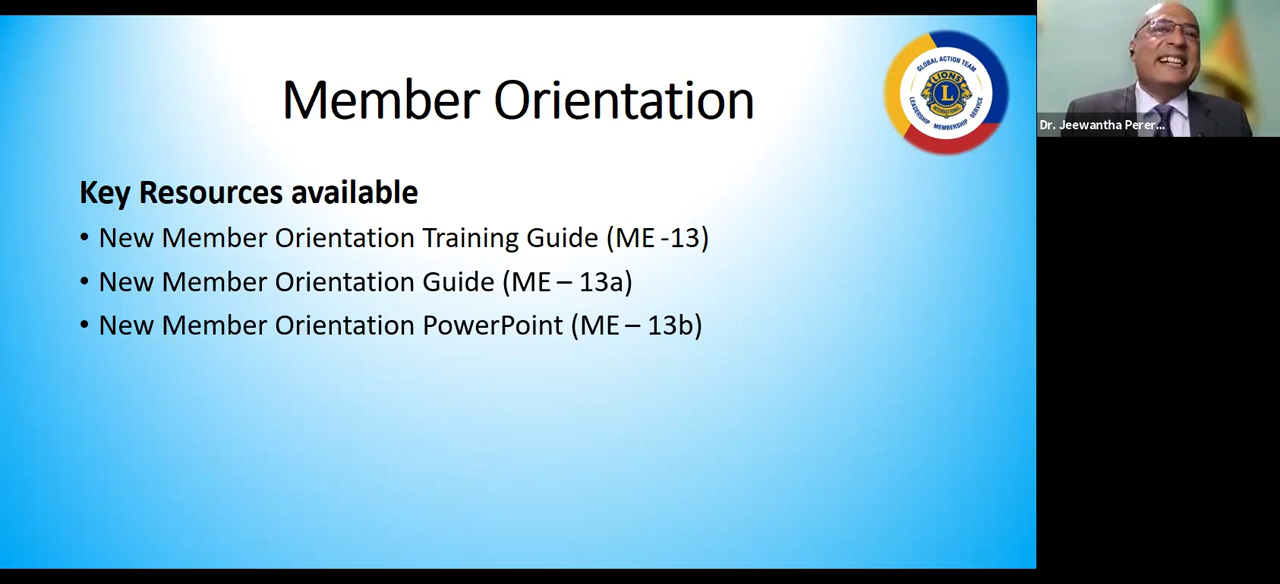 Member Orientation
GLOBAL ACTION TEAM
LIONS
L
INTERNATIONAL
LEADERSHIP · MEMBERSHIP · SERVICE
Dr. Jeewantha Perer...
Key Resources available
• New Member Orientation Training Guide (ME -13)
• New Member Orientation Guide (ME – 13a)
• New Member Orientation PowerPoint (ME – 13b)